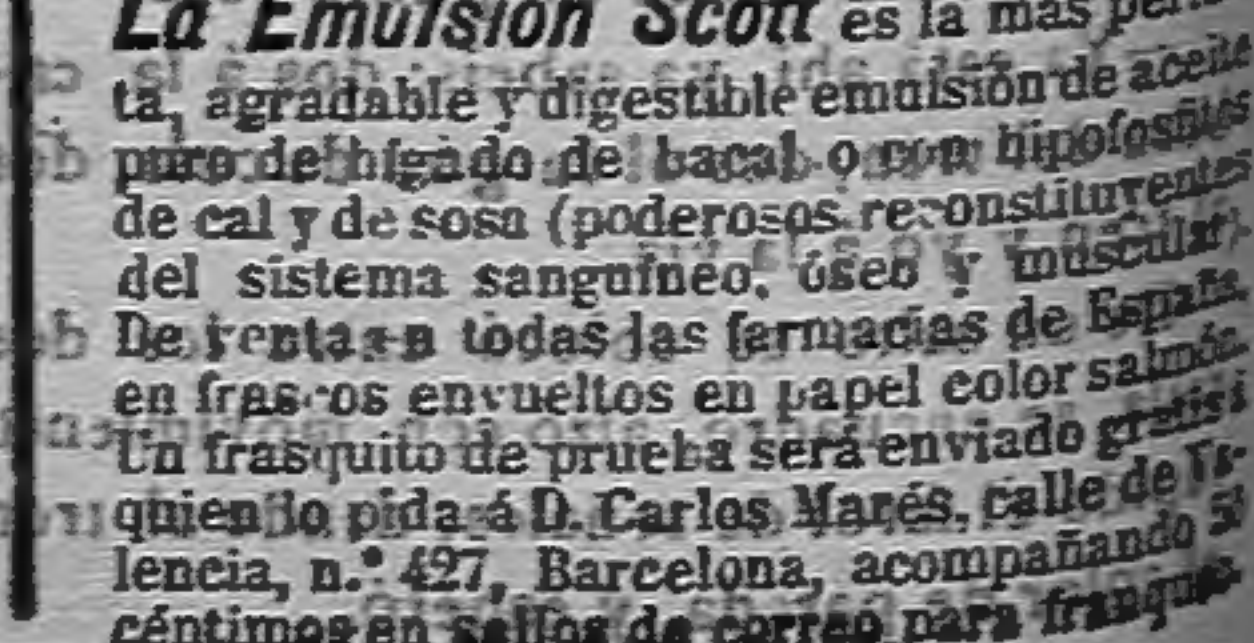 La Emulsión Scott es la más perfec-
ta, agradable y digestible emulsión de aceite
puro de hígado de bacalao con hipofosfitos
de cal y de sosa (poderosos reconstituyentes
del sistema sanguíneo, óseo y muscular).
De venta en todas las farmacias de España,
en frascos envueltos en papel color salmón.
Un frasquito de prueba será enviado gratis á
quien lo pida á D. Carlos Marés, calle de Va-
lencia, n.º 427, Barcelona, acompañando
céntimos en sellos de correo para franqueo